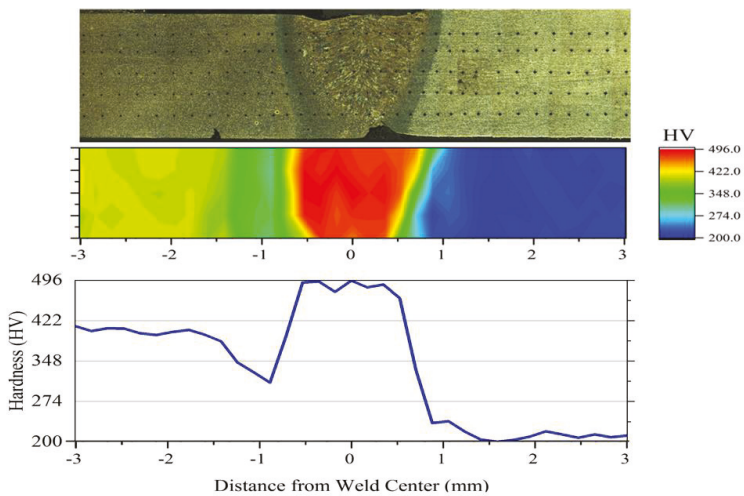 HV
496.0
422.0
348.0
274.0
200.0
-3 -2 -1 0 1 2 3
Hardness (HV)
496
422
348
274
200
-3 -2 -1 0 1 2 3
Distance from Weld Center (mm)